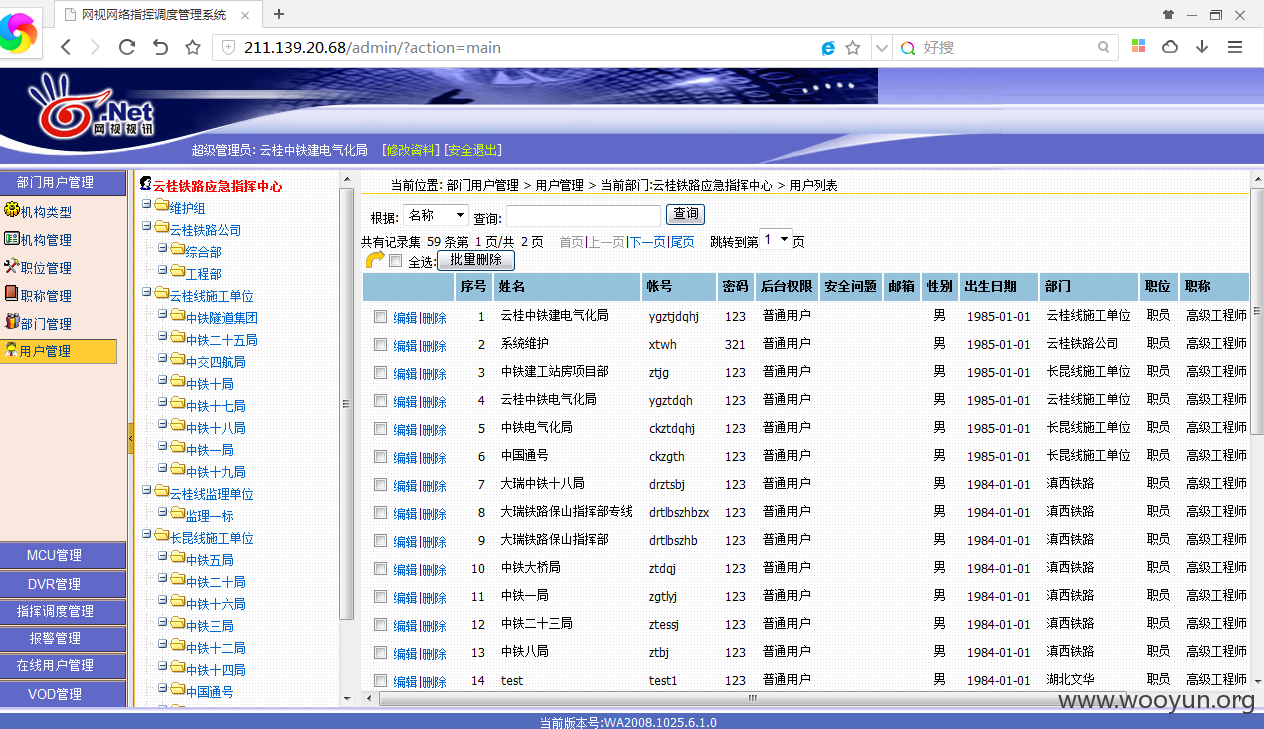 网视网络指挥调度管理系统
211.139.20.68/admin/?action=main
好搜
.Net
网视视讯
超级管理员: 云桂中铁建电气化局 [修改资料] [安全退出]
部门用户管理
机构类型
机构管理
职位管理
职称管理
部门管理
用户管理
MCU管理
DVR管理
指挥调度管理
报警管理
在线用户管理
VOD管理
云桂铁路应急指挥中心
维护组
云桂铁路公司
综合部
工程部
云桂线施工单位
中铁隧道集团
中铁二十五局
中交四航局
中铁十局
中铁十七局
中铁十八局
中铁一局
中铁十九局
云桂线监理单位
监理一标
长昆线施工单位
中铁五局
中铁二十局
中铁十六局
中铁三局
中铁十二局
中铁十四局
中国通号
当前位置: 部门用户管理 > 用户管理 > 当前部门:云桂铁路应急指挥中心 > 用户列表
根据: 名称 查询: 查询
共有记录集 59 条第 1 页/共 2 页 首页|上一页|下一页|尾页 跳转到第 1 页
全选: 批量删除
序号 姓名 帐号 密码 后台权限 安全问题 邮箱 性别 出生日期 部门 职位 职称
编辑|删除 1 云桂中铁建电气化局 ygztjdqhj 123 普通用户 男 1985-01-01 云桂线施工单位 职员 高级工程师
编辑|删除 2 系统维护 xtwh 321 普通用户 男 1985-01-01 云桂铁路公司 职员 高级工程师
编辑|删除 3 中铁建工站房项目部 ztjg 123 普通用户 男 1985-01-01 长昆线施工单位 职员 高级工程师
编辑|删除 4 云桂中铁电气化局 ygztdqh 123 普通用户 男 1985-01-01 云桂线施工单位 职员 高级工程师
编辑|删除 5 中铁电气化局 ckztdqhj 123 普通用户 男 1985-01-01 长昆线施工单位 职员 高级工程师
编辑|删除 6 中国通号 ckzgth 123 普通用户 男 1985-01-01 长昆线施工单位 职员 高级工程师
编辑|删除 7 大瑞中铁十八局 drztsbj 123 普通用户 男 1984-01-01 滇西铁路 职员 高级工程师
编辑|删除 8 大瑞铁路保山指挥部专线 drtlbszhbzx 123 普通用户 男 1984-01-01 滇西铁路 职员 高级工程师
编辑|删除 9 大瑞铁路保山指挥部 drtlbszhb 123 普通用户 男 1984-01-01 滇西铁路 职员 高级工程师
编辑|删除 10 中铁大桥局 ztdqj 123 普通用户 男 1984-01-01 滇西铁路 职员 高级工程师
编辑|删除 11 中铁一局 zgtlyj 123 普通用户 男 1984-01-01 滇西铁路 职员 高级工程师
编辑|删除 12 中铁二十三局 ztessj 123 普通用户 男 1984-01-01 滇西铁路 职员 高级工程师
编辑|删除 13 中铁八局 ztbj 123 普通用户 男 1984-01-01 滇西铁路 职员 高级工程师
编辑|删除 14 test test1 123 普通用户 男 1984-01-01 湖北文华 职员 高级工程师
www.wooyun.org
当前版本号:WA2008.1025.6.1.0